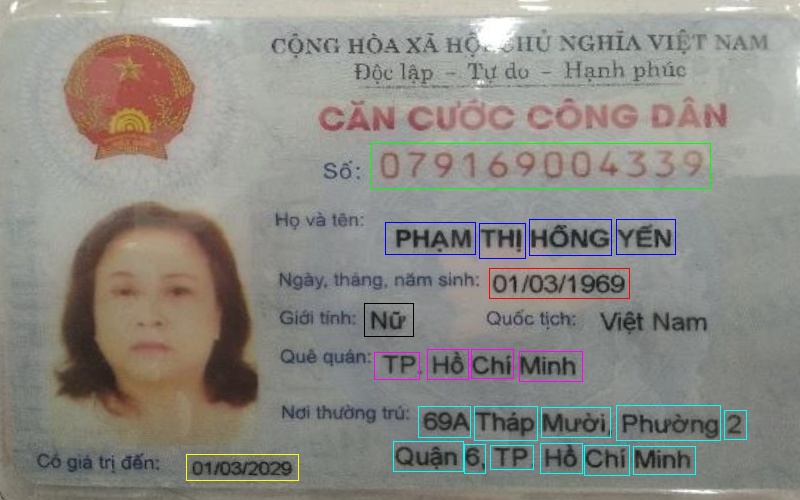 CỘNG HÒA XÃ HỘI CHỦ NGHĨA VIỆT NAM
Độc lập - Tự do - Hạnh phúc
CĂN CƯỚC CÔNG DÂN
Số: 079169004339
Họ và tên: PHẠM THỊ HỒNG YẾN
Ngày, tháng, năm sinh: 01/03/1969
Giới tính: Nữ Quốc tịch: Việt Nam
Quê quán: TP. Hồ Chí Minh
Nơi thường trú: 69A Tháp Mười, Phường 2
Quận 6, TP. Hồ Chí Minh
Có giá trị đến: 01/03/2029